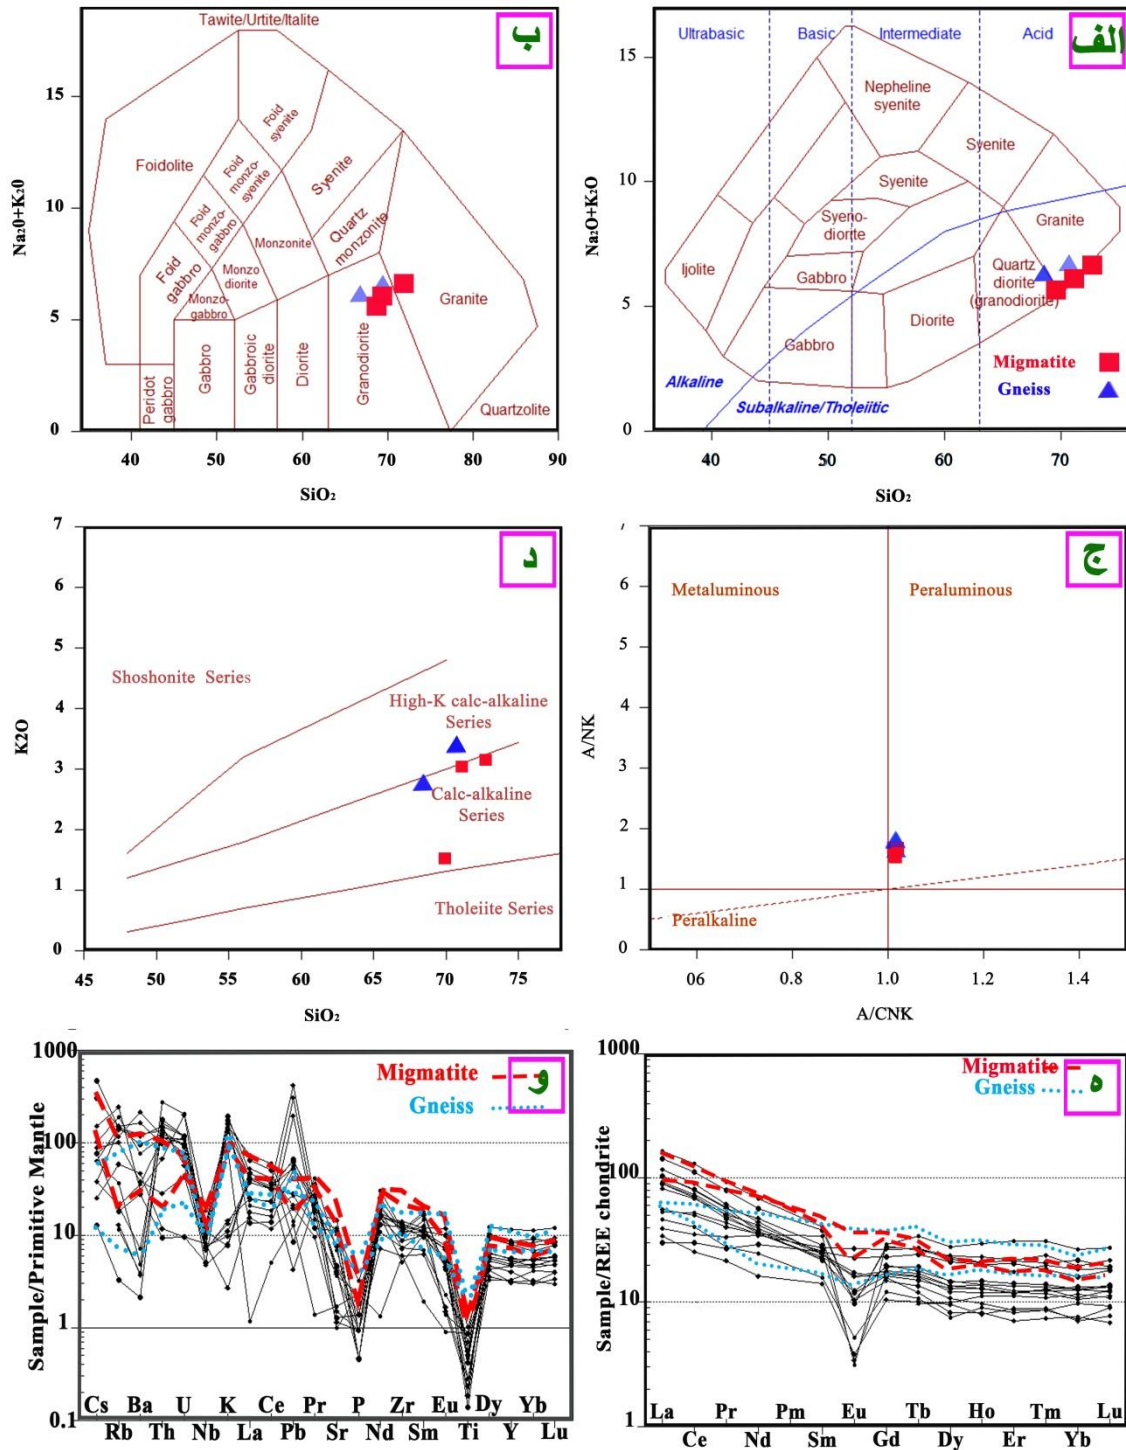 Tawite/Urtite/Italite
ب
15
10
5
0
Na₂0+K₂0
Foidolite
Foid
syenite
Foid
monzo-
syenite
Syenite
Foid
monzo-
gabbro
Monzonite
Quartz
monzonite
Foid
gabbro
Monzo
diorite
Monzo-
gabbro
Granite
Peridot
gabbro
Gabbro
Gabbroic
diorite
Diorite
Granodiorite
Quartzolite
40 50 60 70 80 90
SiO₂
الف
Ultrabasic Basic Intermediate Acid
15
10
5
0
Na₂O+K₂O
Nepheline
syenite
Syenite
Syenite
Syeno-
diorite
Granite
Ijolite
Gabbro
Quartz
diorite
(granodiorite)
Diorite
Gabbro
Migmatite
Gneiss
Alkaline
Subalkaline/Tholeiitic
40 50 60 70
SiO₂
د
7
6
5
4
3
2
1
0
K2O
Shoshonite Series
High-K calc-alkaline
Series
Calc-alkaline
Series
Tholeiite Series
45 50 55 60 65 70 75
SiO₂
ج
7
6
5
4
3
2
1
0
A/NK
Metaluminous Peraluminous
Peralkaline
06 0.8 1.0 1.2 1.4
A/CNK
و
1000
100
10
1
0.1
Sample/Primitive Mantle
Migmatite
Gneiss
Cs Ba U K Ce Pr P Zr Eu Dy Yb
Rb Th Nb La Pb Sr Nd Sm Ti Y Lu
ه
1000
100
10
1
Sample/REE chondrite
Migmatite
Gneiss
La Pr Pm Eu Tb Ho Tm Lu
Ce Nd Sm Gd Dy Er Yb